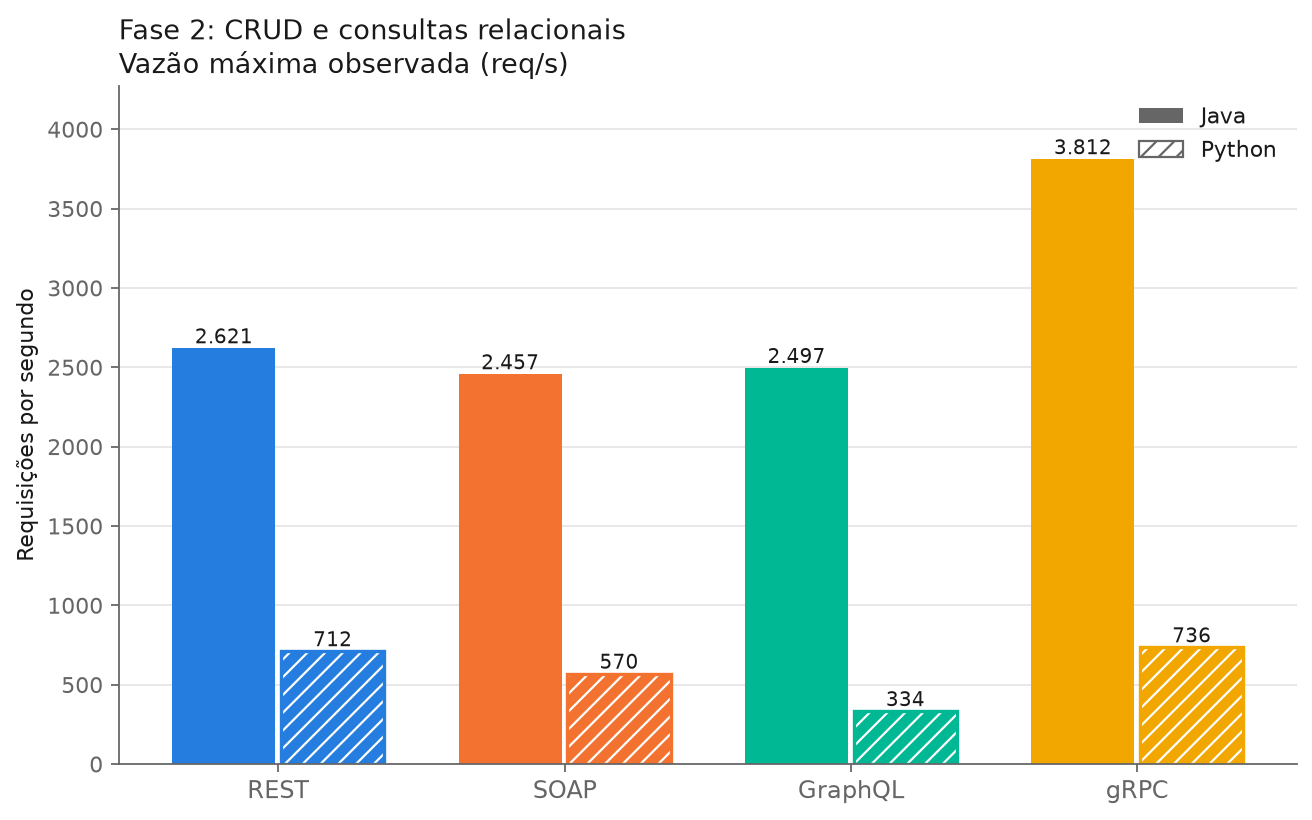 Fase 2: CRUD e consultas relacionais
Vazão máxima observada (req/s)
Java
Python
Requisições por segundo
4000
3500
3000
2500
2000
1500
1000
500
0
2.621
712
2.457
570
2.497
334
3.812
736
REST
SOAP
GraphQL
gRPC